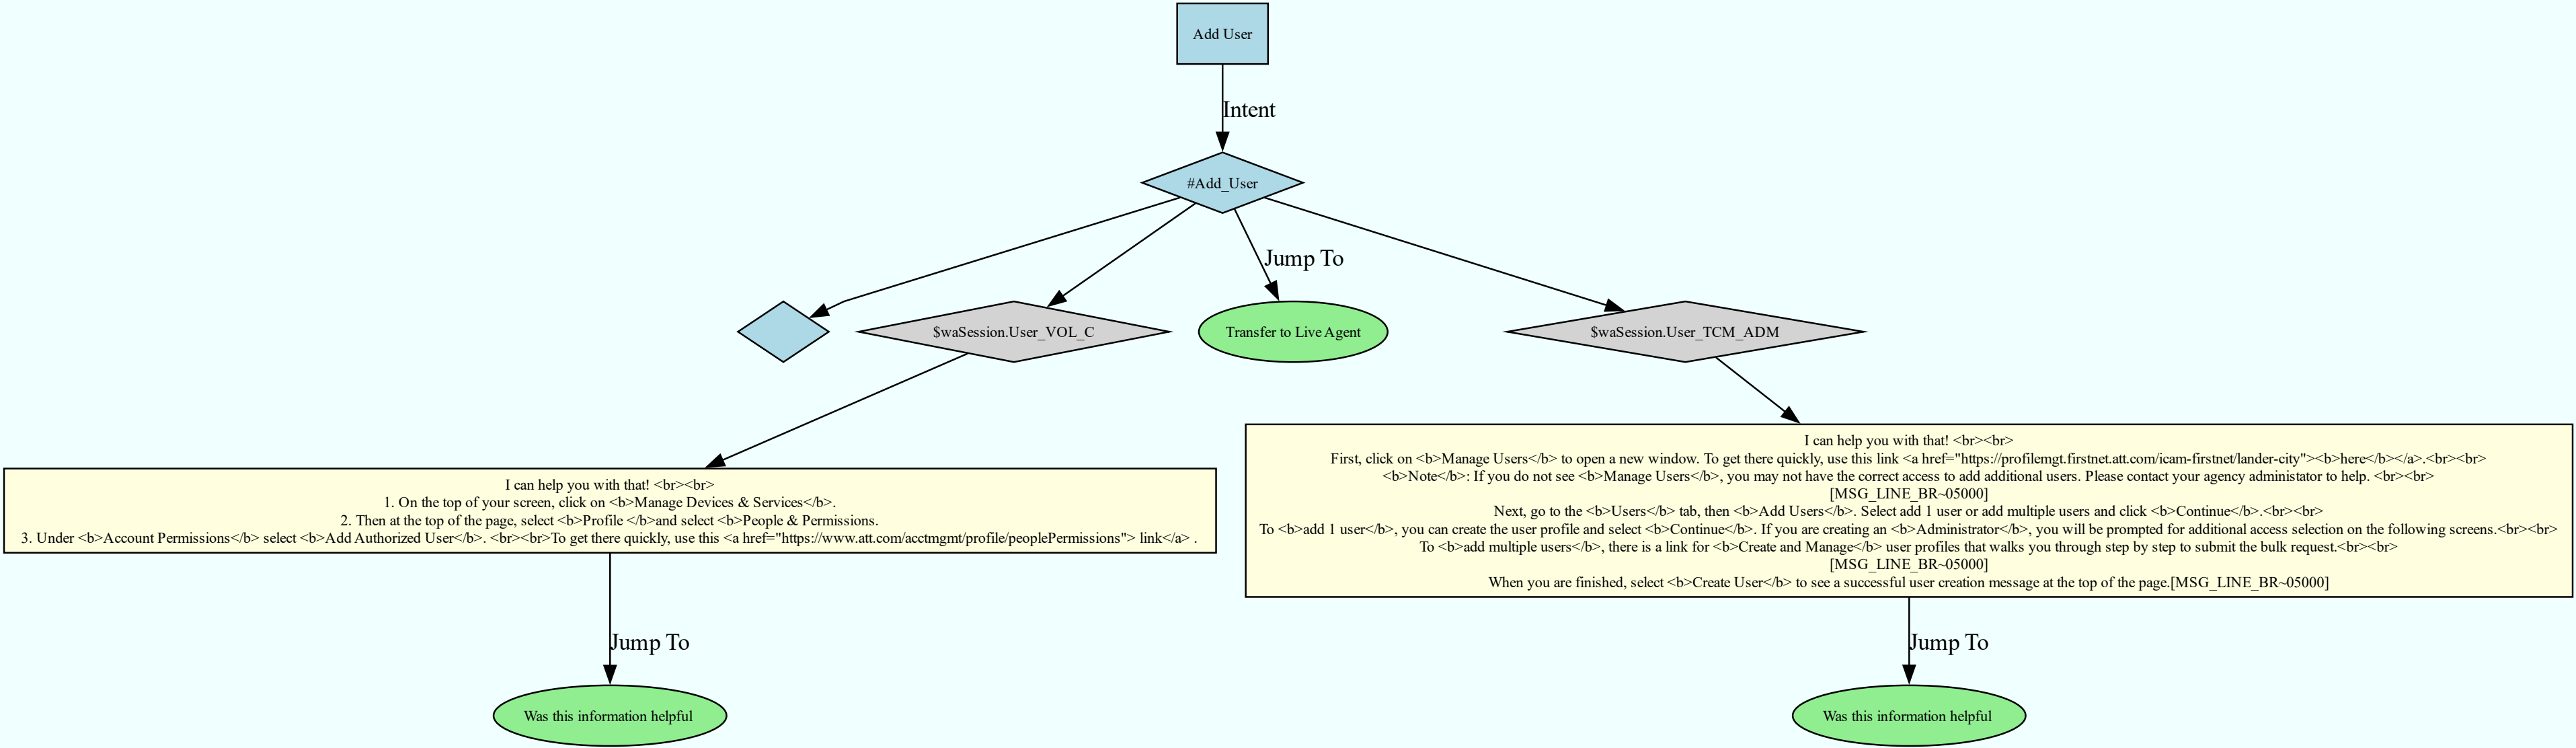 Add User
Intent
#Add_User
Jump To
$waSession.User_VOL_C
Transfer to Live Agent
$waSession.User_TCM_ADM
I can help you with that! <br><br>
1. On the top of your screen, click on <b>Manage Devices & Services</b>.
2. Then at the top of the page, select <b>Profile </b>and select <b>People & Permissions.
3. Under <b>Account Permissions</b> select <b>Add Authorized User</b>. <br><br>To get there quickly, use this <a href="https://www.att.com/acctmgmt/profile/peoplePermissions"> link</a> .
I can help you with that! <br><br>
First, click on <b>Manage Users</b> to open a new window. To get there quickly, use this link <a href="https://profilemgt.firstnet.att.com/icam-firstnet/lander-city"><b>here</b></a>.<br><br>
<b>Note</b>: If you do not see <b>Manage Users</b>, you may not have the correct access to add additional users. Please contact your agency administator to help. <br><br>
[MSG_LINE_BR~05000]
Next, go to the <b>Users</b> tab, then <b>Add Users</b>. Select add 1 user or add multiple users and click <b>Continue</b>.<br><br>
To <b>add 1 user</b>, you can create the user profile and select <b>Continue</b>. If you are creating an <b>Administrator</b>, you will be prompted for additional access selection on the following screens.<br><br>
To <b>add multiple users</b>, there is a link for <b>Create and Manage</b> user profiles that walks you through step by step to submit the bulk request.<br><br>
[MSG_LINE_BR~05000]
When you are finished, select <b>Create User</b> to see a successful user creation message at the top of the page.[MSG_LINE_BR~05000]
Jump To
Jump To
Was this information helpful
Was this information helpful